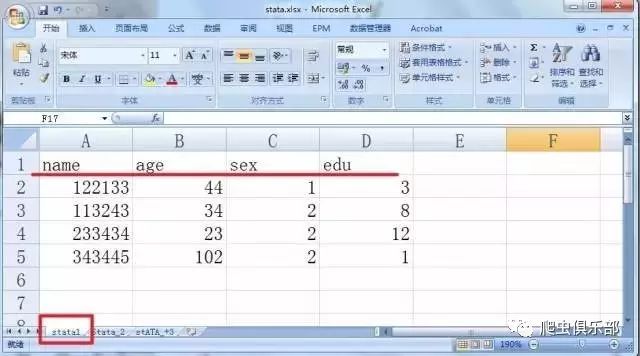 stata.xlsx - Microsoft Excel
开始 插入 页面布局 公式 数据 审阅 视图 EPM 数据管理器 Acrobat
宋体 11 常规 条件格式 插入 Σ
粘贴 B I U A A 套用表格格式 删除 排序和 查找和
单元格样式 格式 筛选 选择
剪贴板 字体 对齐方式 数字 样式 单元格 编辑
F17 fx
A B C D E F
1 name age sex edu
2 122133 44 1 3
3 113243 34 2 8
4 233434 23 2 12
5 343445 102 2 1
6
7
8
stata1 Stata_2 stATA_+3
就绪 190%
爬虫俱乐部